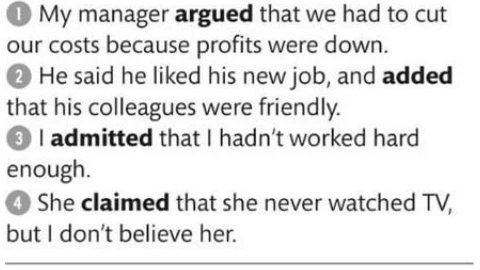 1 My manager argued that we had to cut
our costs because profits were down.
2 He said he liked his new job, and added
that his colleagues were friendly.
3 I admitted that I hadn’t worked hard
enough.
4 She claimed that she never watched TV,
but I don’t believe her.